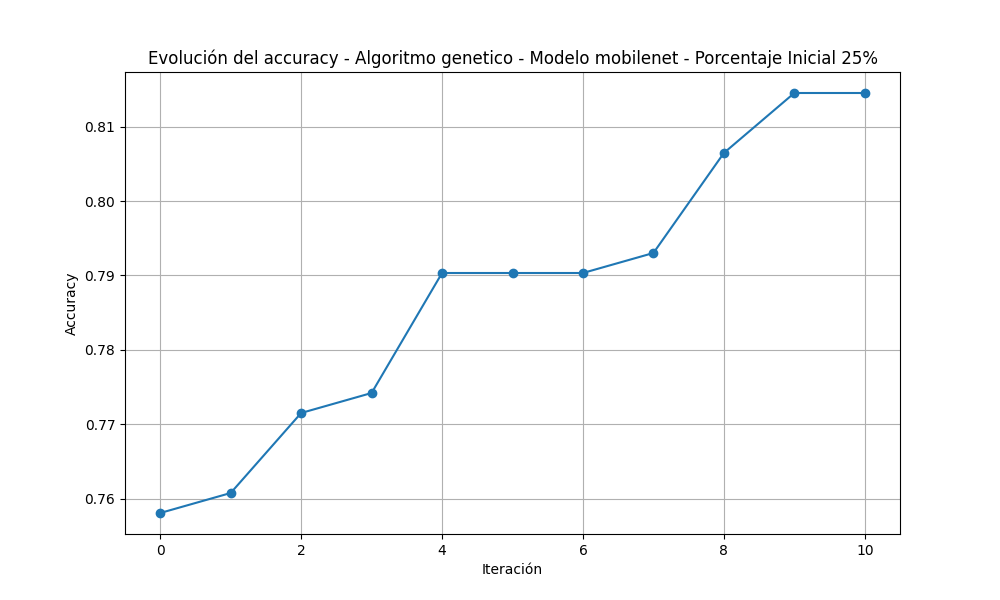 Evolución del accuracy - Algoritmo genetico - Modelo mobilenet - Porcentaje Inicial 25%
0.81
0.80
0.79
0.78
0.77
0.76
Accuracy
0 2 4 6 8 10
Iteración